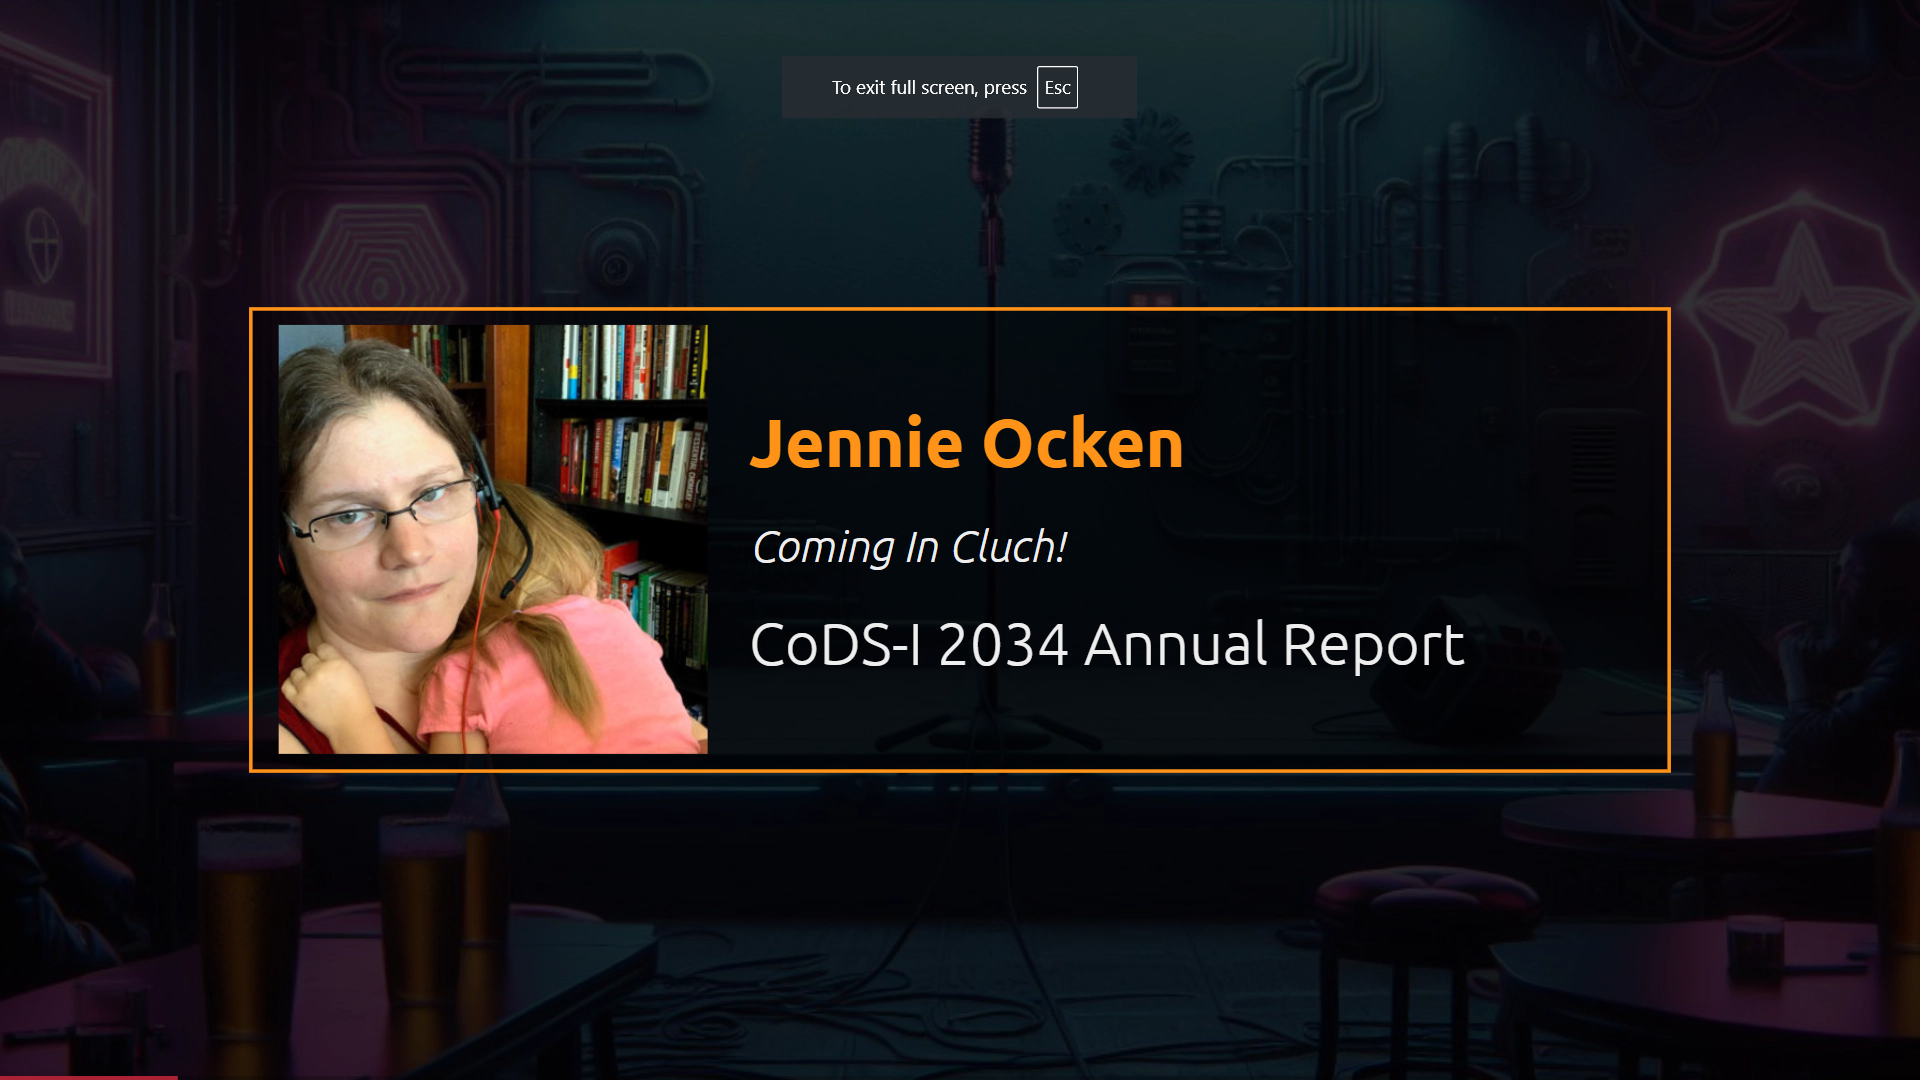 To exit full screen, press Esc
Jennie Ocken
Coming In Cluch!
CoDS-I 2034 Annual Report